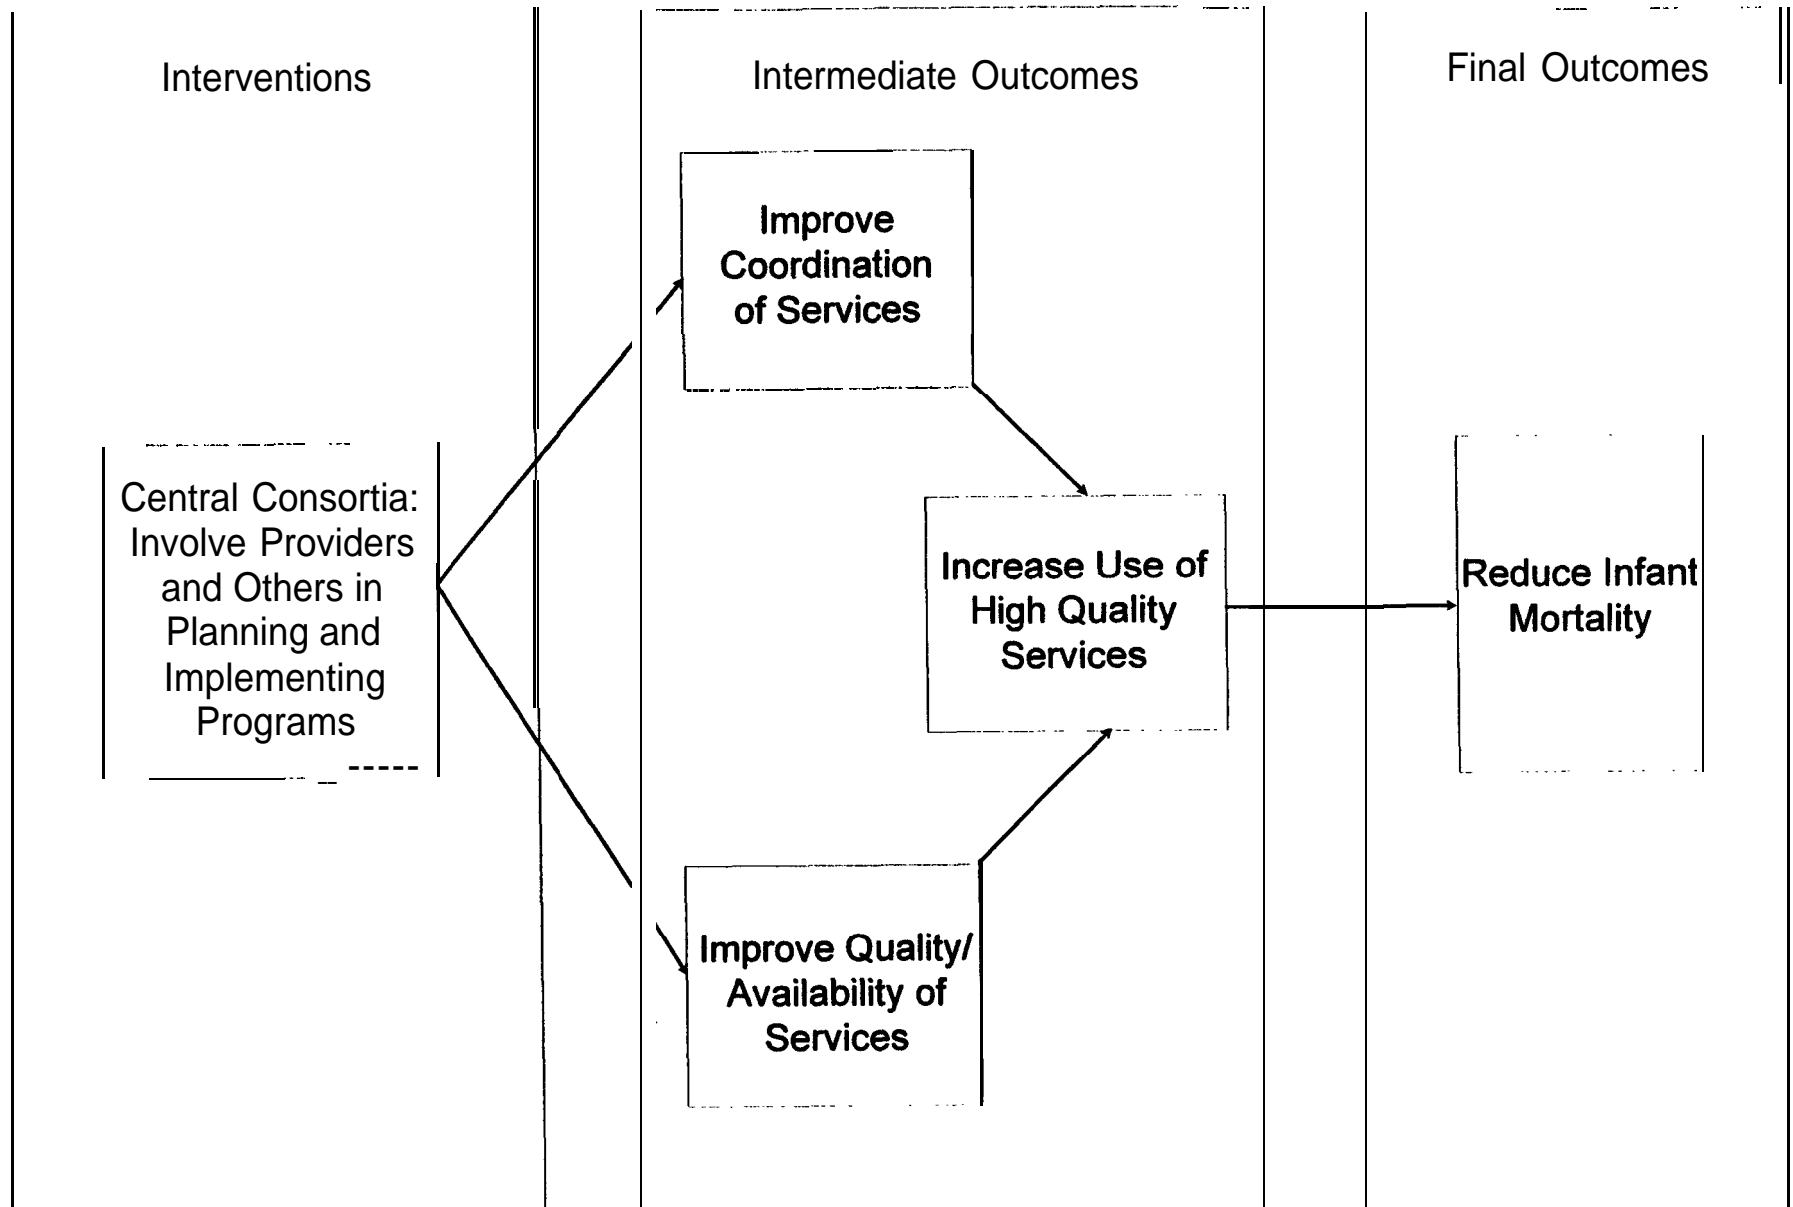 Interventions
Intermediate Outcomes
Final Outcomes
Improve
Coordination
of Services
Central Consortia:
Involve Providers
and Others in
Planning and
Implementing
Programs
Increase Use of
High Quality
Services
Reduce Infant
Mortality
Improve Quality/
Availability of
Services